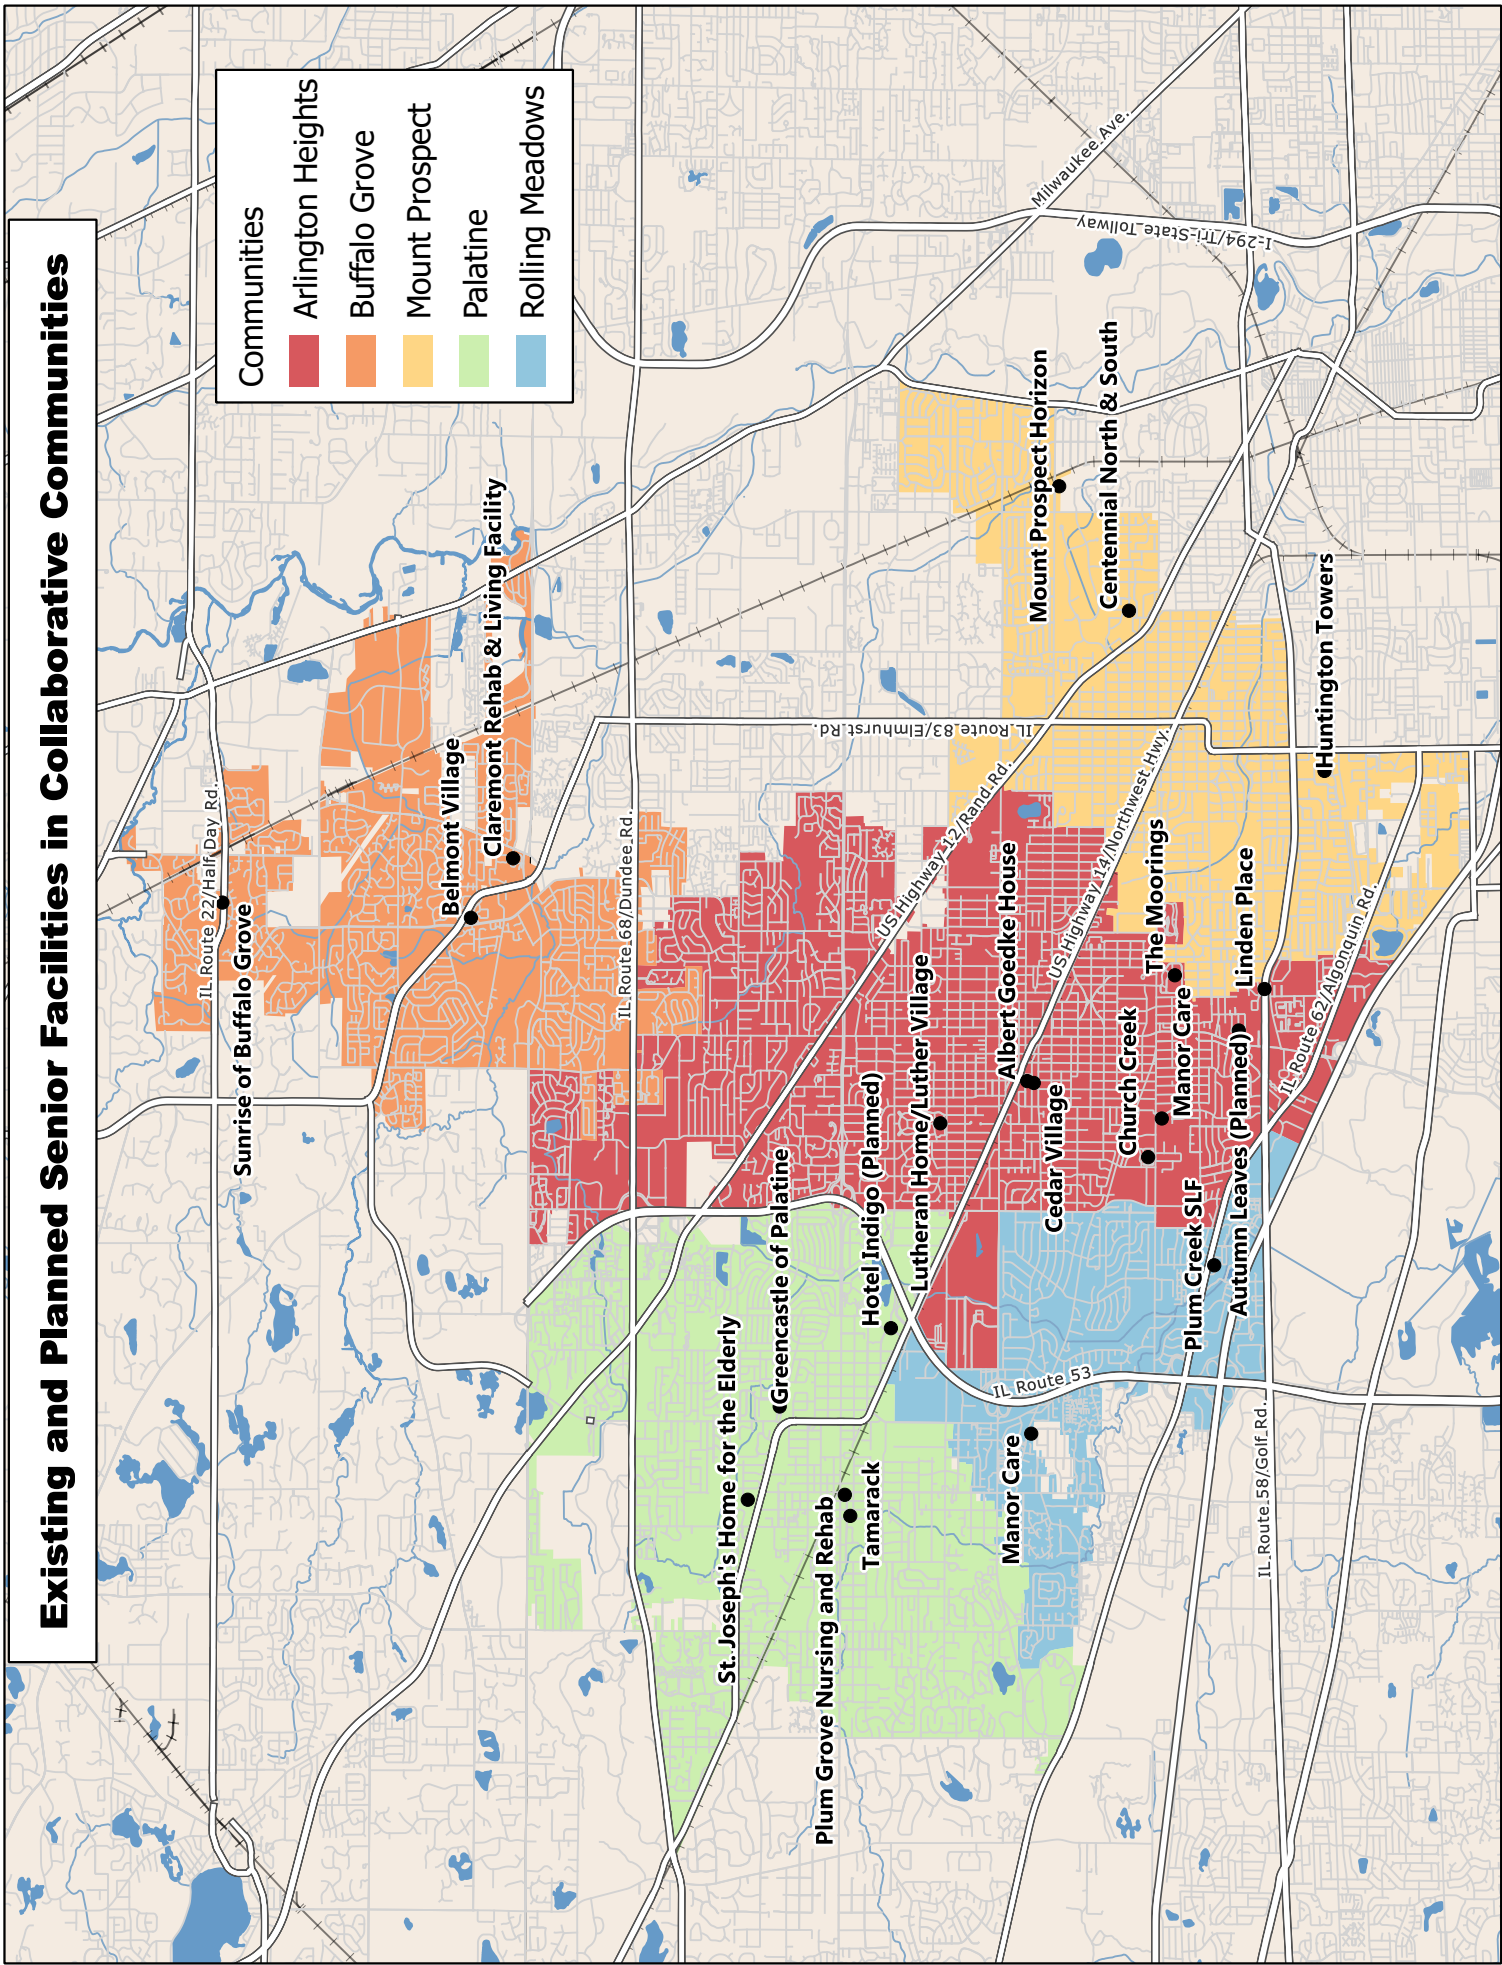 Existing and Planned Senior Facilities in Collaborative Communities
Communities
Arlington Heights
Buffalo Grove
Mount Prospect
Palatine
Rolling Meadows
IL Route 22/Half Day Rd.
Sunrise of Buffalo Grove
Belmont Village
Claremont Rehab & Living Facility
IL Route 68/Dundee Rd.
Milwaukee Ave.
I-294/Tri-State Tollway
IL Route 83/Elmhurst Rd.
US Highway 12/Rand Rd.
US Highway 14/Northwest Hwy.
Mount Prospect Horizon
Centennial North & South
Huntington Towers
St. Joseph's Home for the Elderly
Greencastle of Palatine
Plum Grove Nursing and Rehab
Tamarack
Hotel Indigo (Planned)
Lutheran Home/Luther Village
Albert Goedke House
Cedar Village
IL Route 53
Manor Care
Church Creek
The Moorings
Manor Care
Plum Creek SLF
Autumn Leaves (Planned)
Linden Place
IL Route 62/Algonquin Rd.
IL Route 58/Golf Rd.